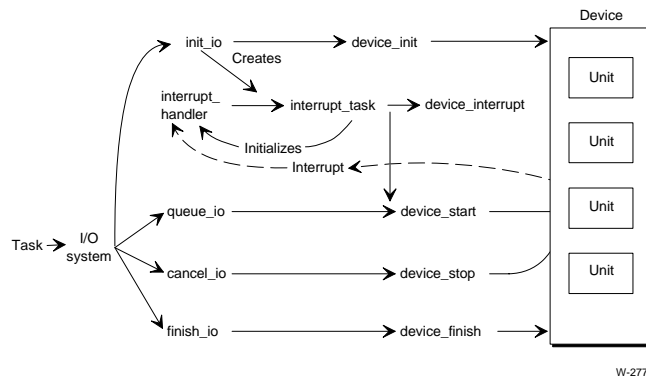 Device
init_io
device_init
Creates
Unit
interrupt_
handler
interrupt_task
device_interrupt
Initializes
Unit
Interrupt
queue_io
device_start
Unit
Task
I/O
system
cancel_io
device_stop
Unit
finish_io
device_finish
W-277